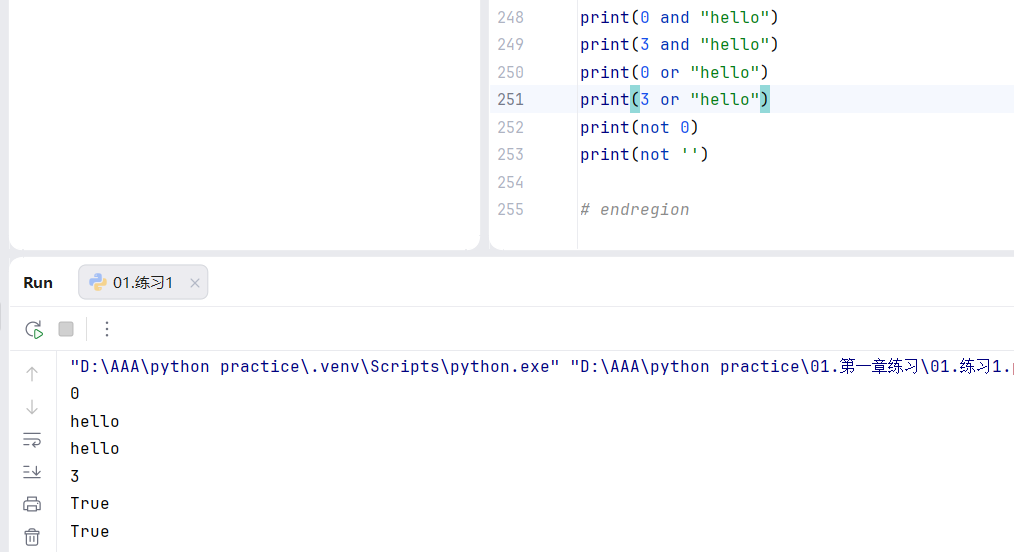 248 print(0 and "hello")
249 print(3 and "hello")
250 print(0 or "hello")
251 print(3 or "hello")
252 print(not 0)
253 print(not '')
254
255 # endregion
Run 01.练习1
"D:\AAA\python practice\.venv\Scripts\python.exe" "D:\AAA\python practice\01.第一章练习\01.练习1.
0
hello
hello
3
True
True